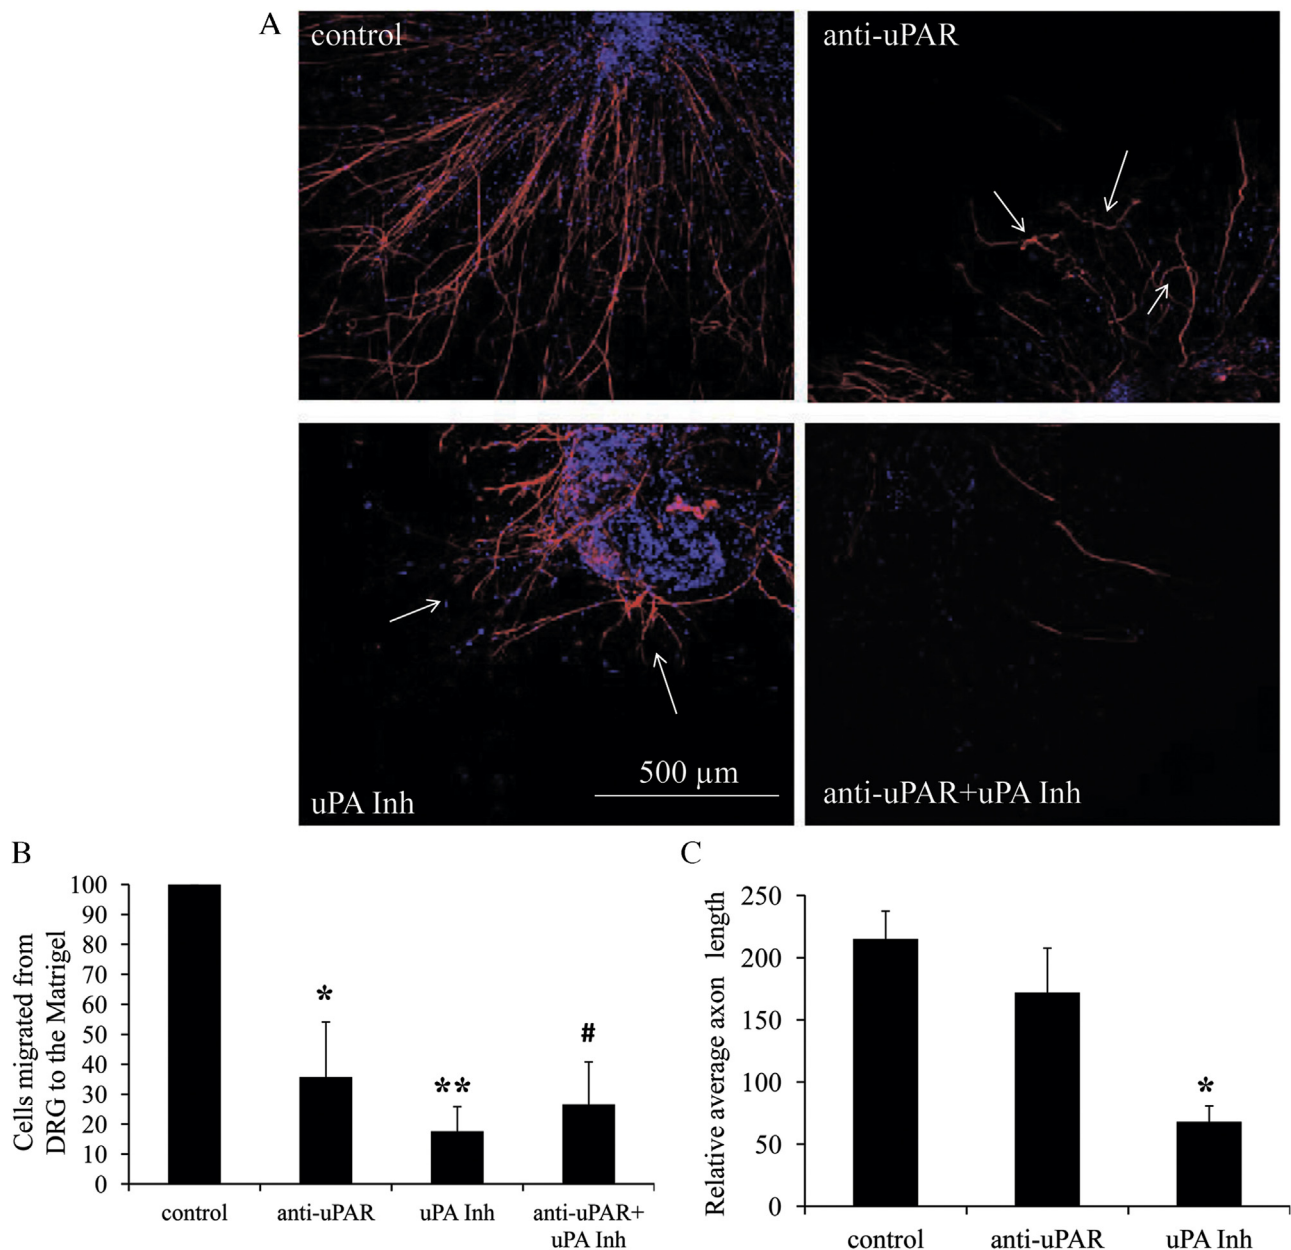 A
control
anti-uPAR
uPA Inh
500 µm
anti-uPAR+uPA Inh
B
Cells migrated from
DRG to the Matrigel
100
90
80
70
60
50
40
30
20
10
0
*
**
#
control
anti-uPAR
uPA Inh
anti-uPAR+
uPA Inh
C
Relative average axon length
250
200
150
100
50
0
*
control
anti-uPAR
uPA Inh